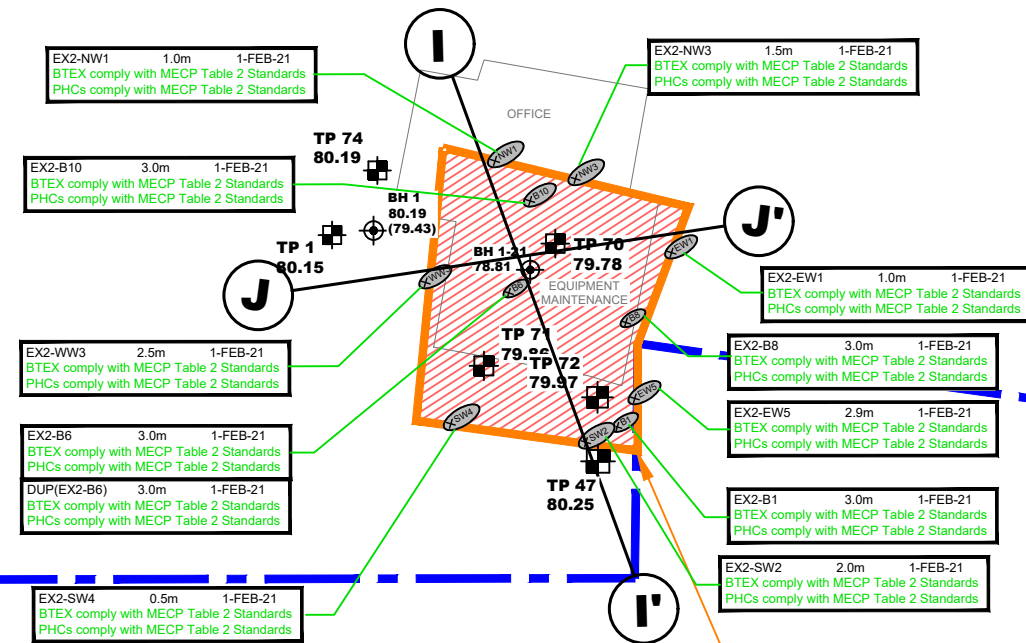 I
EX2-NW1 1.0m 1-FEB-21
BTEX comply with MECP Table 2 Standards
PHCs comply with MECP Table 2 Standards
EX2-NW3 1.5m 1-FEB-21
BTEX comply with MECP Table 2 Standards
PHCs comply with MECP Table 2 Standards
OFFICE
TP 74
80.19
NW1
NW3
EX2-B10 3.0m 1-FEB-21
BTEX comply with MECP Table 2 Standards
PHCs comply with MECP Table 2 Standards
B10
BH 1
80.19
(79.43)
J'
TP 1
80.15
BH 1-21
78.81
TP 70
79.78
EW1
J
WW3
B6
EQUIPMENT
MAINTENANCE
EX2-EW1 1.0m 1-FEB-21
BTEX comply with MECP Table 2 Standards
PHCs comply with MECP Table 2 Standards
B8
EX2-WW3 2.5m 1-FEB-21
BTEX comply with MECP Table 2 Standards
PHCs comply with MECP Table 2 Standards
TP 71
79.86
TP 72
79.97
EX2-B8 3.0m 1-FEB-21
BTEX comply with MECP Table 2 Standards
PHCs comply with MECP Table 2 Standards
EW5
SW4
B1
SW2
EX2-EW5 2.9m 1-FEB-21
BTEX comply with MECP Table 2 Standards
PHCs comply with MECP Table 2 Standards
EX2-B6 3.0m 1-FEB-21
BTEX comply with MECP Table 2 Standards
PHCs comply with MECP Table 2 Standards
DUP(EX2-B6) 3.0m 1-FEB-21
BTEX comply with MECP Table 2 Standards
PHCs comply with MECP Table 2 Standards
TP 47
80.25
EX2-B1 3.0m 1-FEB-21
BTEX comply with MECP Table 2 Standards
PHCs comply with MECP Table 2 Standards
EX2-SW2 2.0m 1-FEB-21
BTEX comply with MECP Table 2 Standards
PHCs comply with MECP Table 2 Standards
EX2-SW4 0.5m 1-FEB-21
BTEX comply with MECP Table 2 Standards
PHCs comply with MECP Table 2 Standards
I'